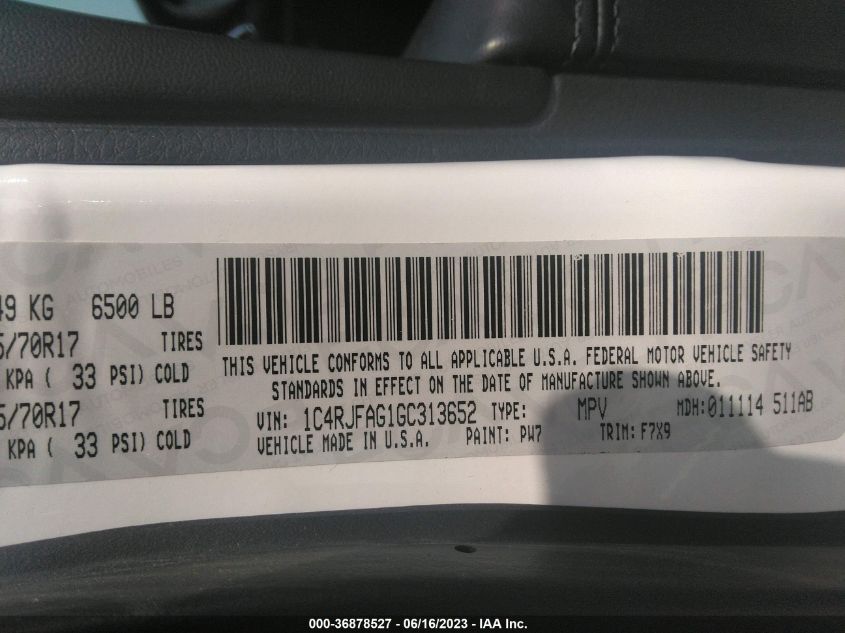 49 KG 6500 LB
5/70R17 TIRES
KPA ( 33 PSI) COLD
5/70R17 TIRES
KPA ( 33 PSI) COLD
THIS VEHICLE CONFORMS TO ALL APPLICABLE U.S.A. FEDERAL MOTOR VEHICLE SAFETY
STANDARDS IN EFFECT ON THE DATE OF MANUFACTURE SHOWN ABOVE.
VIN: 1C4RJFAG1GC313652 TYPE: MPV MDH:011114 511AB
VEHICLE MADE IN U.S.A. PAINT: PW7 TRIM: F7X9
000-36878527 - 06/16/2023 - IAA Inc.